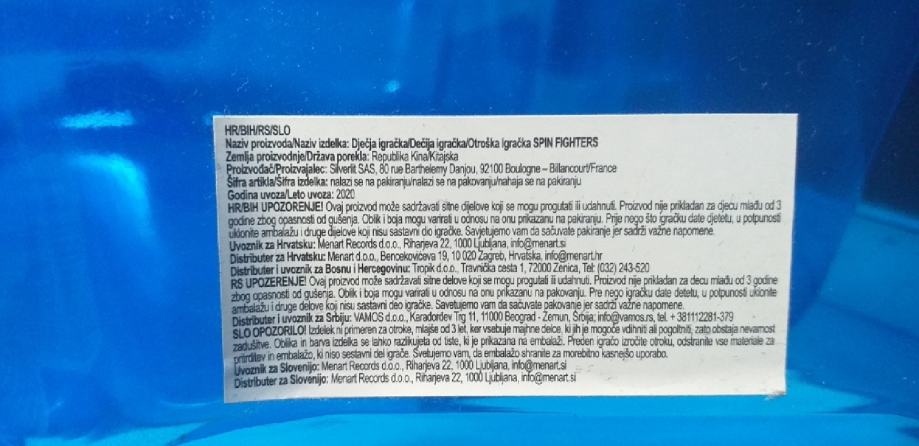 HR/BIH/RS/SLO
Naziv proizvoda/Naziv izdelka: Dječja igračka/Dečija igračka/Otroška Igračka SPIN FIGHTERS
Zemlja proizvodnje/Država porekla: Republika Kina/Kitajska
Proizvođač/Proizvajalec: Silverlit SAS, 80 rue Barthelemy Danjou, 92100 Boulogne – Billancourt/France
Šifra artikla/Šifra izdelka: nalazi se na pakiranju/nalazi se na pakovanju/nahaja se na pakiranju
Godina uvoza/Leto uvoza: 2020
HR/BIH UPOZORENJE! Ovaj proizvod može sadržavati sitne dijelove koji se mogu progutati ili udahnuti. Proizvod nije prikladan za djecu mlađu od 3
godine zbog opasnosti od gušenja. Oblik i boja mogu varirati u odnosu na onu prikazanu na pakiranju. Prije nego što igračku date djetetu, u potpunosti
uklonite ambalažu i druge dijelove koji nisu sastavni dio igračke. Savjetujemo vam da sačuvate pakiranje jer sadrži važne napomene.
Uvoznik za Hrvatsku: Menart Records d.o.o., Riharjeva 22, 1000 Ljubljana, info@menart.si
Distributer za Hrvatsku: Menart d.o.o., Bencekovićeva 19, 10 020 Zagreb, Hrvatska, info@menart.hr
Distributer i uvoznik za Bosnu i Hercegovinu: Tropik d.o.o., Travnička cesta 1, 72000 Zenica, Tel: (032) 243-520
RS UPOZERENJE! Ovaj proizvod može sadržavati sitne delove koji se mogu progutati ili udahnuti. Proizvod nije prikladan za decu mlađu od 3 godine
zbog opasnosti od gušenja. Oblik i boja mogu varirati u odnosu na onu prikazanu na pakovanju. Pre nego igračku date detetu, u potpunosti uklonite
ambalažu i druge delove koji nisu sastavni deo igračke. Savetujemo vam da sačuvate pakovanje jer sadrži važne napomene.
Distributer i uvoznik za Srbiju: VAMOS d.o.o., Karadordev Trg 11, 11000 Beograd - Zemun, Srbija; info@vamos.rs, tel. + 381112281-379
SLO OPOZORILO! Izdelek ni primeren za otroke, mlajše od 3 let, ker vsebuje majhne delce, ki jih je mogoče vdihniti ali pogoltniti, zato obstaja nevarnost
zadušitve. Oblika in barva izdelka se lahko razlikujeta od tiste, ki je prikazana na embalaži. Preden igračo izročite otroku, odstranite vse materiale za
pritrditev in embalažo, ki niso sestavni del igrače. Svetujemo vam, da embalažo shranite za morebitno kasnejšo uporabo.
Uvoznik za Slovenijo: Menart Records d.o.o., Riharjeva 22, 1000 Ljubljana, info@menart.si
Distributer za Slovenijo: Menart Records d.o.o., Riharjeva 22, 1000 Ljubljana, info@menart.si